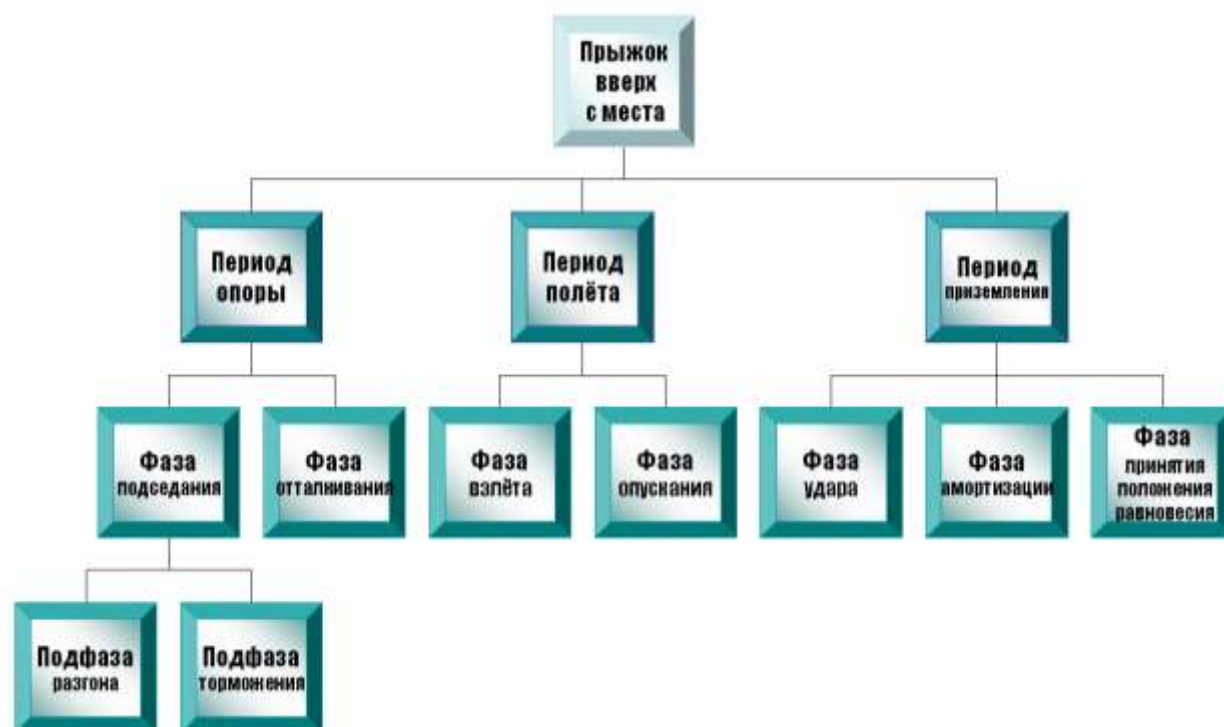 Прыжок
вверх
с места
Период
опоры
Период
полёта
Период
приземления
Фаза
подседания
Фаза
отталкивания
Фаза
взлёта
Фаза
опускания
Фаза
удара
Фаза
амортизации
Фаза
принятия
положения
равновесия
Подфаза
разгона
Подфаза
торможения